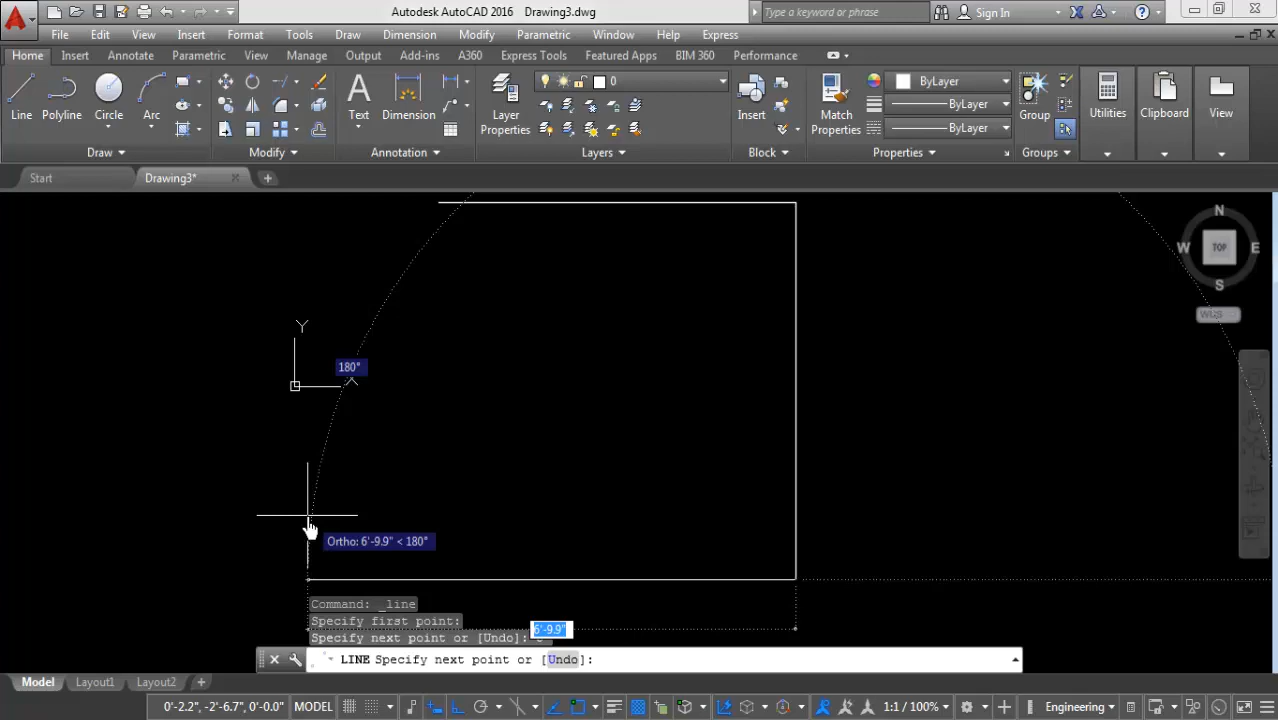 Autodesk AutoCAD 2016 Drawing3.dwg
Type a keyword or phrase
Sign In
File Edit View Insert Format Tools Draw Dimension Modify Parametric Window Help Express
Home Insert Annotate Parametric View Manage Output Add-ins A360 Express Tools Featured Apps BIM 360 Performance
Line Polyline Circle Arc
Text Dimension
Layer Properties
0
Insert
Match Properties
ByLayer
ByLayer
ByLayer
Group
Utilities
Clipboard
View
Draw Modify Annotation Layers Block Properties Groups
Start Drawing3*
N
W TOP E
S
WCS
Y
180°
X
Ortho: 6'-9.9" < 180°
Command: _line
Specify first point:
6'-9.9"
Specify next point or [Undo]:
LINE Specify next point or [Undo]:
Model Layout1 Layout2
0'-2.2", -2'-6.7", 0'-0.0" MODEL
1:1 / 100%
Engineering